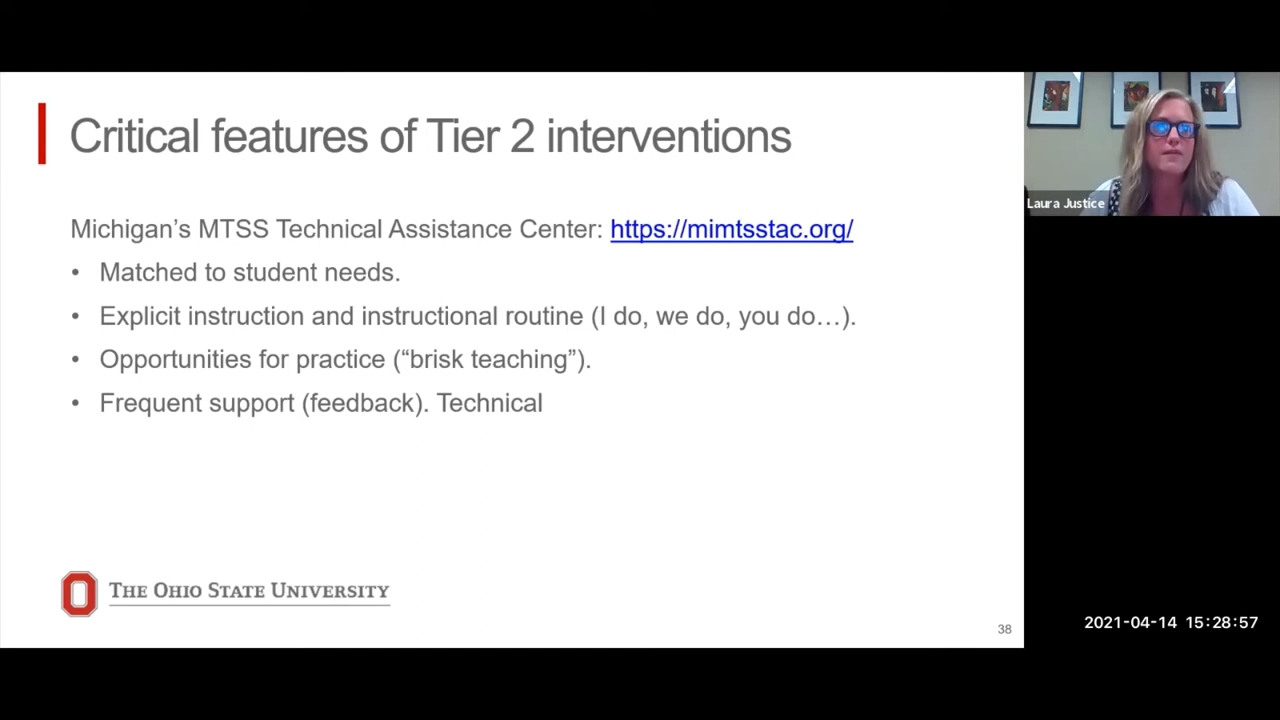 Critical features of Tier 2 interventions
Michigan’s MTSS Technical Assistance Center: https://mimtsstac.org/
• Matched to student needs.
• Explicit instruction and instructional routine (I do, we do, you do…).
• Opportunities for practice (“brisk teaching”).
• Frequent support (feedback). Technical
THE OHIO STATE UNIVERSITY
38
Laura Justice
2021-04-14 15:28:57